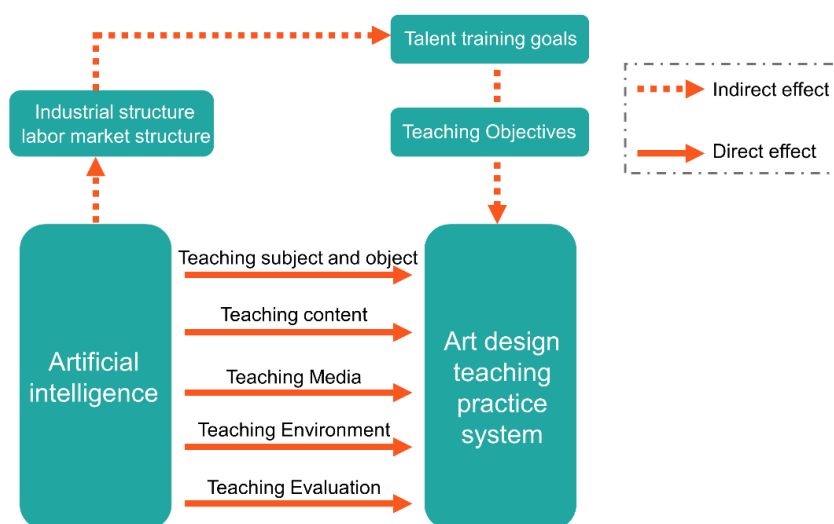 Talent training goals
Industrial structure
labor market structure
Teaching Objectives
Indirect effect
Direct effect
Artificial
intelligence
Teaching subject and object
Teaching content
Teaching Media
Teaching Environment
Teaching Evaluation
Art design
teaching
practice
system